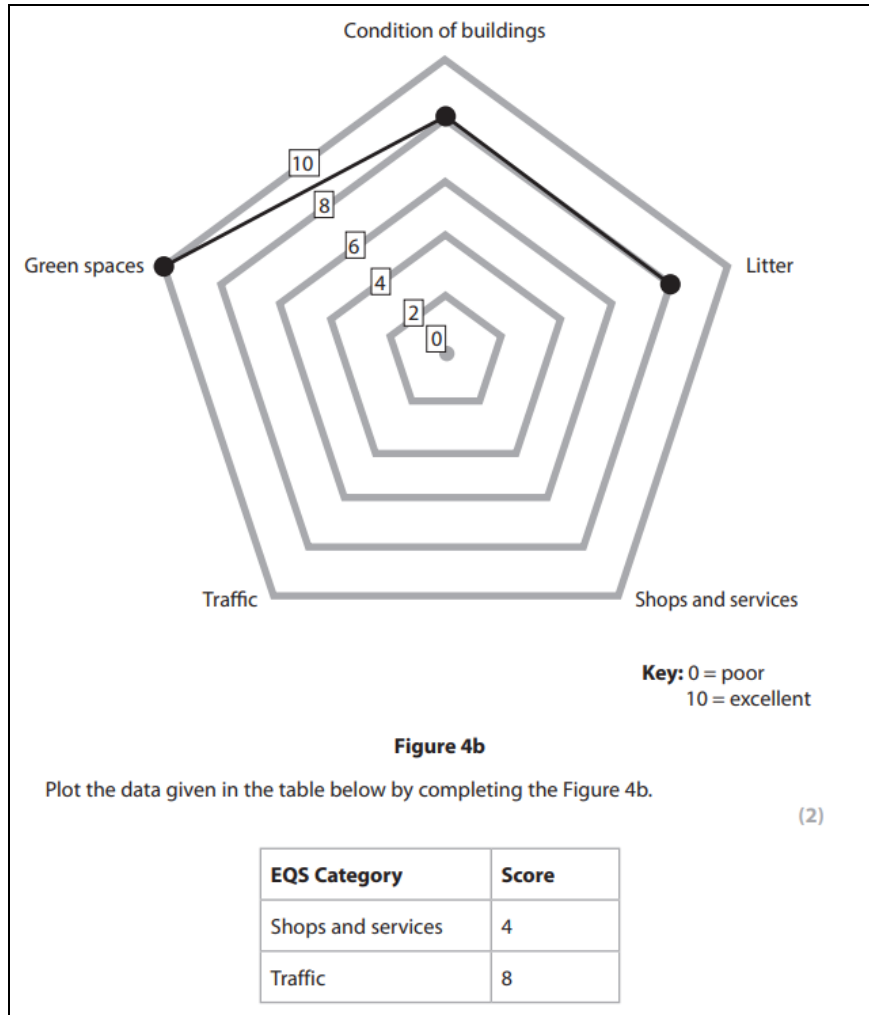 Condition of buildings
10
8
6
Green spaces
Litter
4
2
0
Traffic
Shops and services
Key: 0 = poor
10 = excellent
Figure 4b
Plot the data given in the table below by completing the Figure 4b.
(2)
EQS Category Score
Shops and services 4
Traffic 8